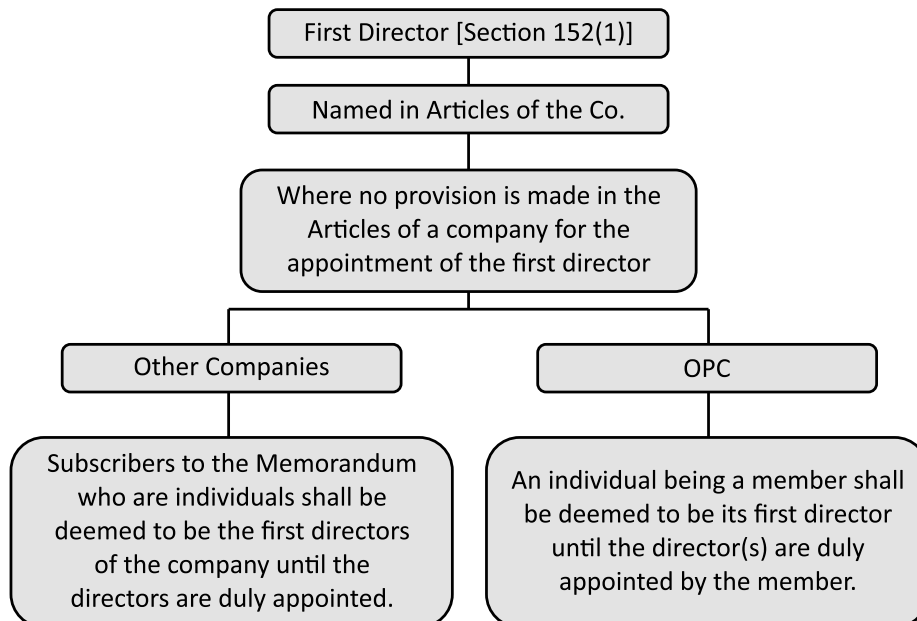 First Director [Section 152(1)]
Named in Articles of the Co.
Where no provision is made in the
Articles of a company for the
appointment of the first director
Other Companies
OPC
Subscribers to the Memorandum
who are individuals shall be
deemed to be the first directors
of the company until the
directors are duly appointed.
An individual being a member shall
be deemed to be its first director
until the director(s) are duly
appointed by the member.